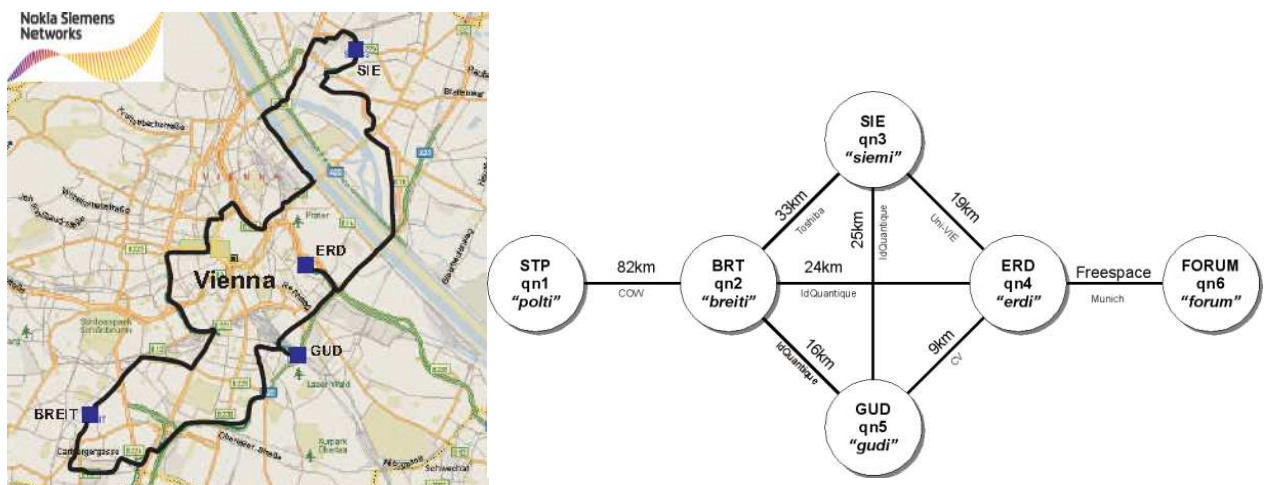 Nokia Siemens
Networks
SIE
ERD
Vienna
GUD
BREIT
Prater
SIE
qn3
"siemi"
33km
Toshiba
25km
IdQuantique
19km
Uni-VIE
STP
qn1
"polti"
82km
COW
BRT
qn2
"breiti"
24km
IdQuantique
ERD
qn4
"erdi"
Freespace
Munich
FORUM
qn6
"forum"
16km
IdQuantique
9km
CV
GUD
qn5
"gudi"